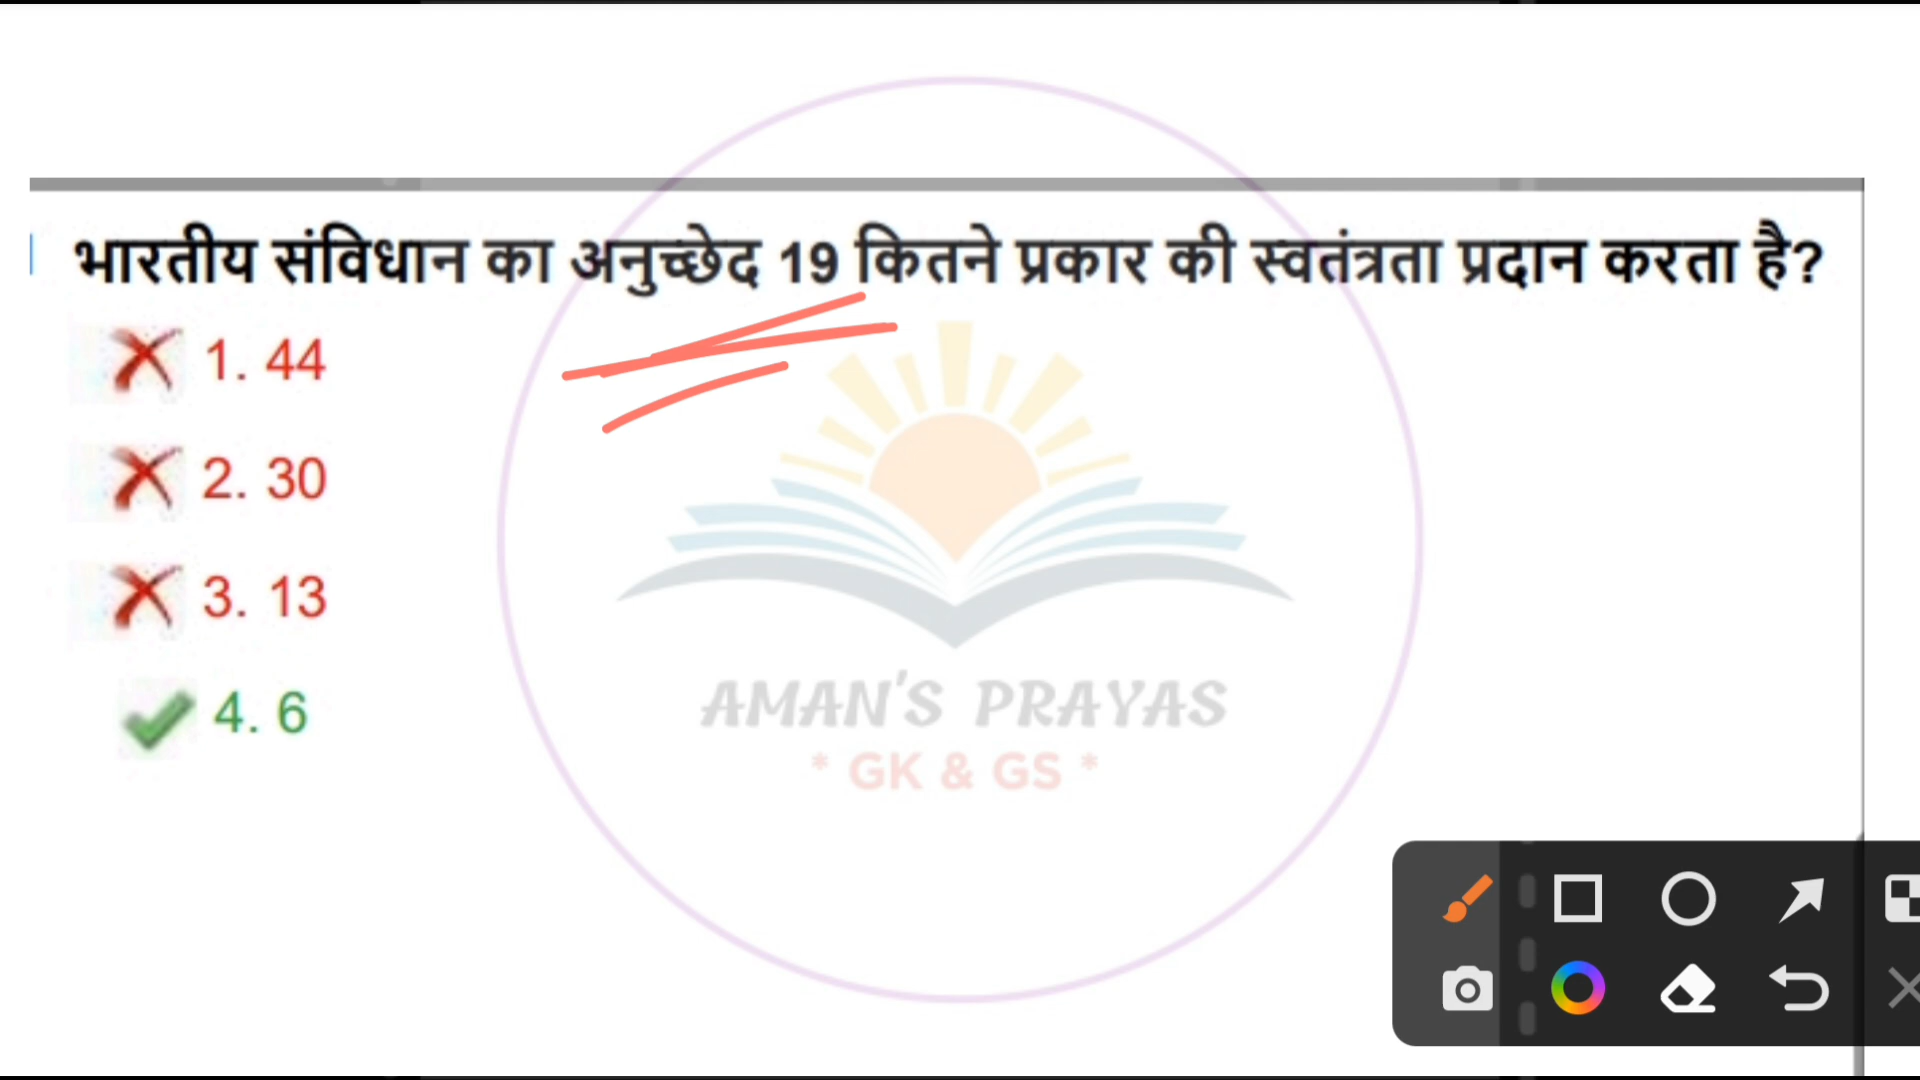 भारतीय संविधान का अनुच्छेद 19 कितने प्रकार की स्वतंत्रता प्रदान करता है?
1. 44
2. 30
3. 13
4. 6
AMAN'S PRAYAS
* GK & GS *